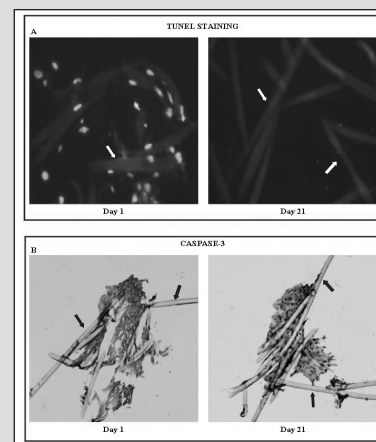 TUNEL STAINING
A
Day 1
Day 21
CASPASE-3
B
Day 1
Day 21